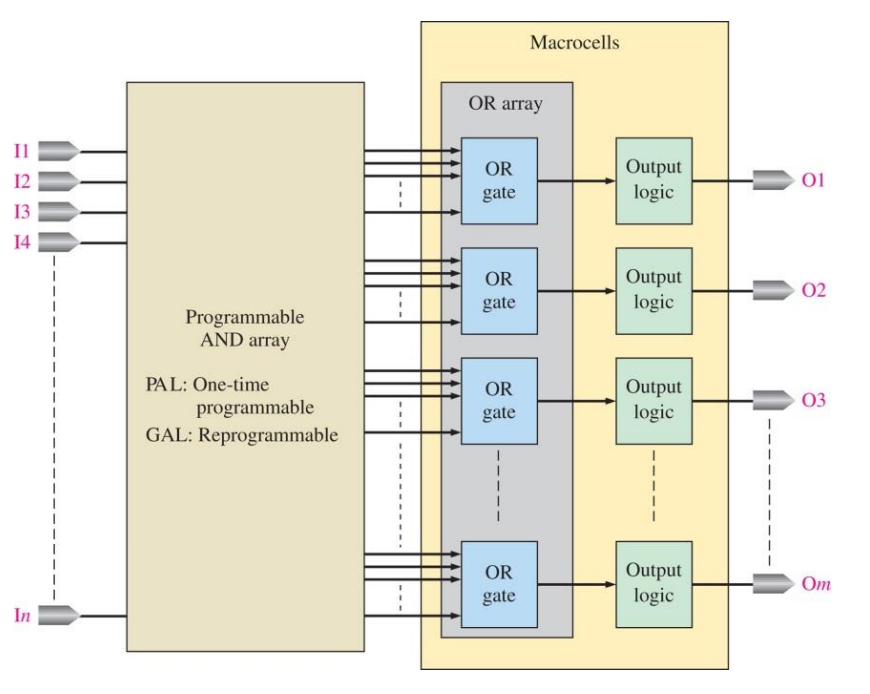 Macrocells
OR array
I1
I2
I3
I4
In
Programmable
AND array
PAL: One-time
programmable
GAL: Reprogrammable
OR
gate
Output
logic
O1
OR
gate
Output
logic
O2
OR
gate
Output
logic
O3
OR
gate
Output
logic
Om